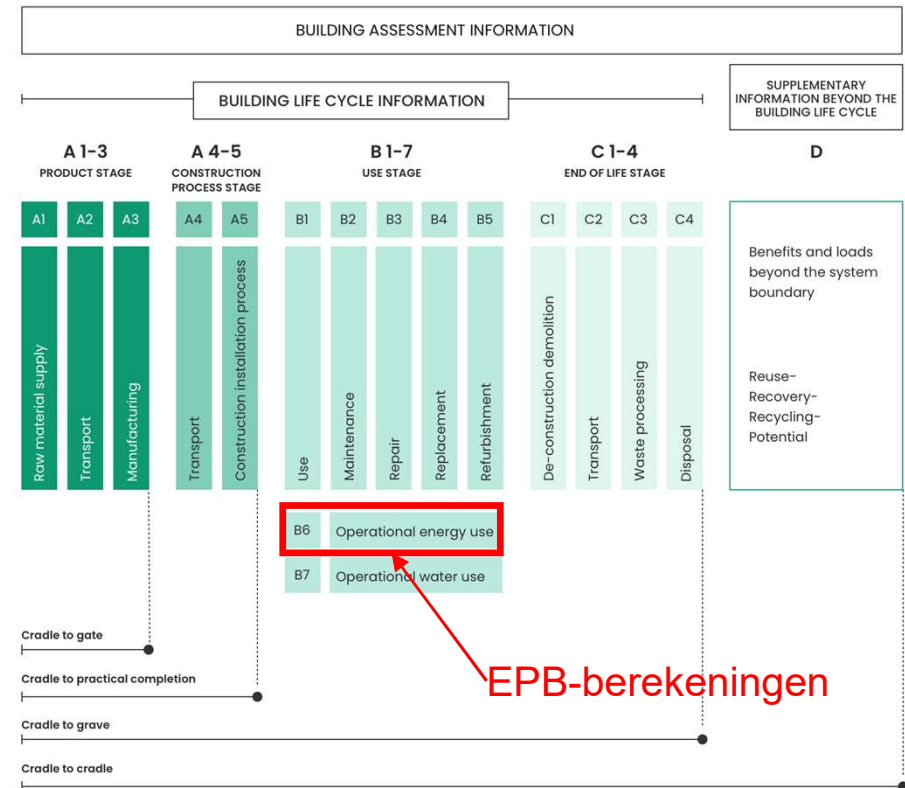 BUILDING ASSESSMENT INFORMATION
BUILDING LIFE CYCLE INFORMATION
SUPPLEMENTARY
INFORMATION BEYOND THE
BUILDING LIFE CYCLE
A 1-3
PRODUCT STAGE
A 4-5
CONSTRUCTION
PROCESS STAGE
B 1-7
USE STAGE
C 1-4
END OF LIFE STAGE
D
A1
A2
A3
A4
A5
B1
B2
B3
B4
B5
C1
C2
C3
C4
Raw material supply
Transport
Manufacturing
Transport
Construction installation process
Use
Maintenance
Repair
Replacement
Refurbishment
De-construction demolition
Transport
Waste processing
Disposal
Benefits and loads
beyond the system
boundary
Reuse-
Recovery-
Recycling-
Potential
B6 Operational energy use
B7 Operational water use
EPB-berekeningen
Cradle to gate
Cradle to practical completion
Cradle to grave
Cradle to cradle